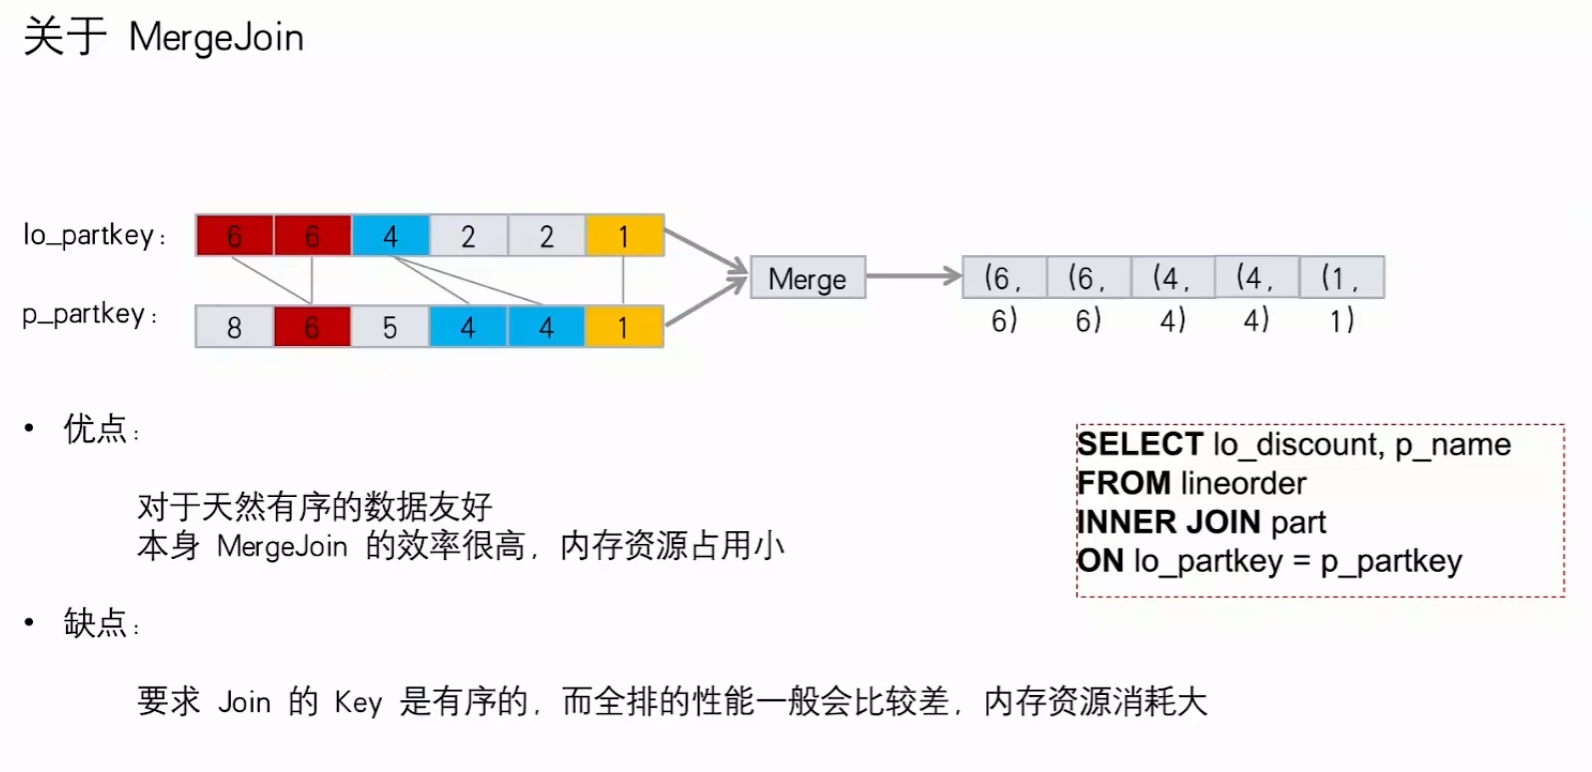 关于 MergeJoin
lo_partkey:
6 6 4 2 2 1
p_partkey:
8 6 5 4 4 1
Merge
(6, 6)
(6, 6)
(4, 4)
(4, 4)
(1, 1)
• 优点:
对于天然有序的数据友好
本身 MergeJoin 的效率很高, 内存资源占用小
SELECT lo_discount, p_name
FROM lineorder
INNER JOIN part
ON lo_partkey = p_partkey
• 缺点:
要求 Join 的 Key 是有序的, 而全排的性能一般会比较差, 内存资源消耗大